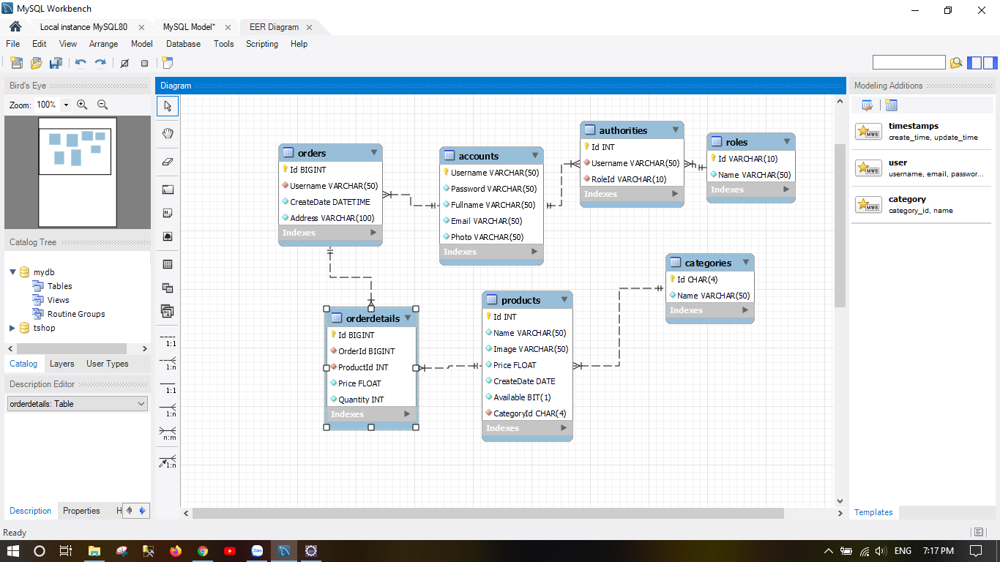 MySQL Workbench
Local instance MySQL80
MySQL Model*
EER Diagram
File Edit View Arrange Model Database Tools Scripting Help
Bird's Eye
Zoom: 100%
Catalog Tree
mydb
Tables
Views
Routine Groups
tshop
Catalog Layers User Types
Description Editor
orderdetails: Table
Description Properties H
1:1
1:n
1:1
1:n
n:m
1:n
Diagram
orders
Id BIGINT
Username VARCHAR(50)
CreateDate DATETIME
Address VARCHAR(100)
Indexes
accounts
Username VARCHAR(50)
Password VARCHAR(50)
Fullname VARCHAR(50)
Email VARCHAR(50)
Photo VARCHAR(50)
Indexes
authorities
Id INT
Username VARCHAR(50)
RoleId VARCHAR(10)
Indexes
roles
Id VARCHAR(10)
Name VARCHAR(50)
Indexes
orderdetails
Id BIGINT
OrderId BIGINT
ProductId INT
Price FLOAT
Quantity INT
Indexes
products
Id INT
Name VARCHAR(50)
Image VARCHAR(50)
Price FLOAT
CreateDate DATE
Available BIT(1)
CategoryId CHAR(4)
Indexes
categories
Id CHAR(4)
Name VARCHAR(50)
Indexes
Modeling Additions
MWB
timestamps
create_time, update_time
MWB
user
username, email, passwor...
MWB
category
category_id, name
Templates
Ready
Zalo
ENG 7:17 PM